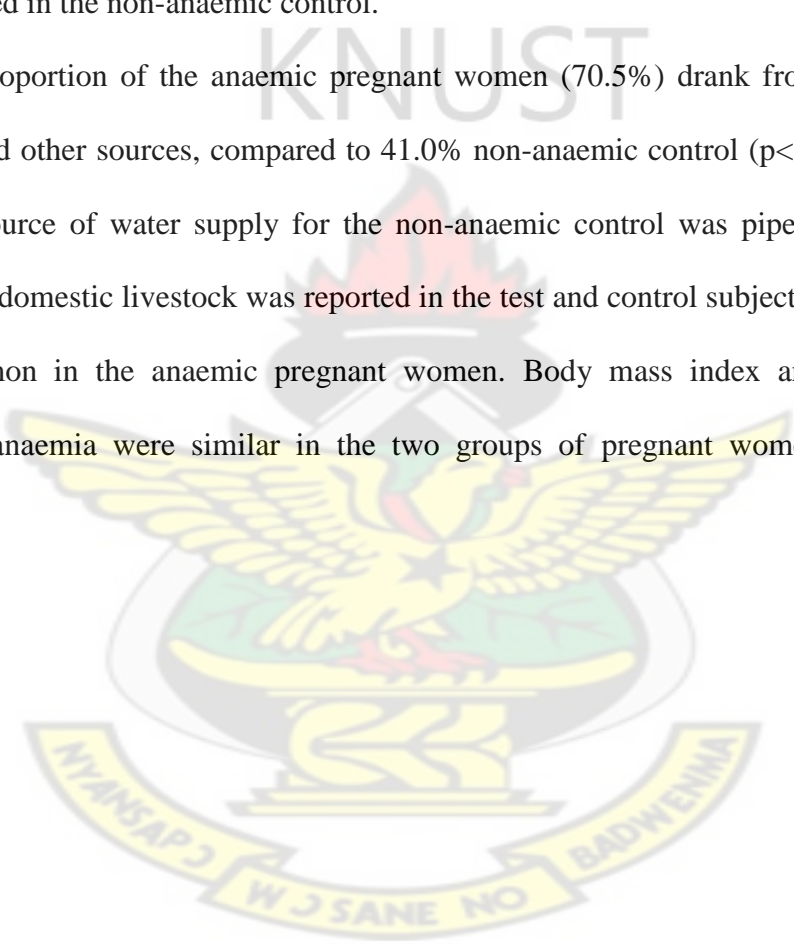 ed in the non-anaemic control.
KNUST
oportion of the anaemic pregnant women (70.5%) drank fro
d other sources, compared to 41.0% non-anaemic control (p<
ource of water supply for the non-anaemic control was pipe
domestic livestock was reported in the test and control subject
non in the anaemic pregnant women. Body mass index a
anaemia were similar in the two groups of pregnant wom
NYANSAPƆ WƆSANE NO BADWENMA